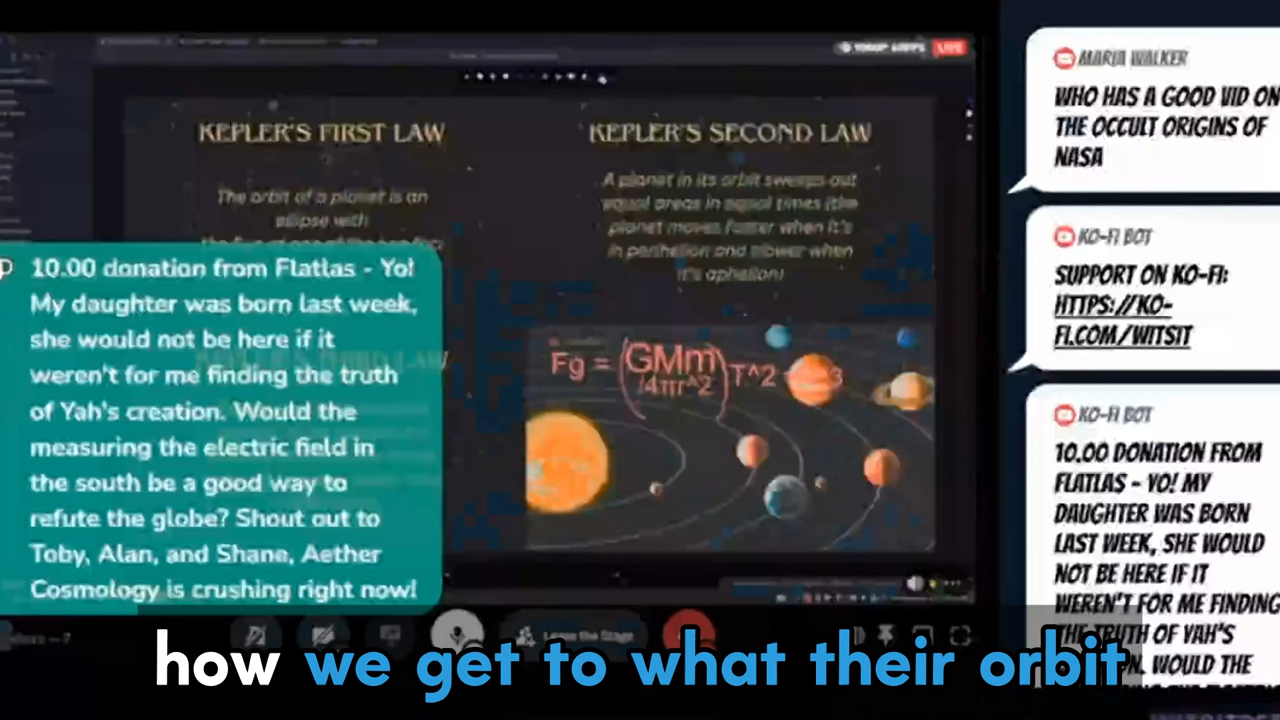 LIVE
KEPLER'S FIRST LAW
The orbit of a planet is an
ellipse with
KEPLER'S SECOND LAW
A planet in its orbit sweeps out
equal areas in equal times (the
planet moves faster when it's
in perihelion and slower when
it's aphelion)
Fg = (GMm
/4πr^2) T^2
10.00 donation from Flatlas - Yo!
My daughter was born last week,
she would not be here if it
weren't for me finding the truth
of Yah's creation. Would the
measuring the electric field in
the south be a good way to
refute the globe? Shout out to
Toby, Alan, and Shane, Aether
Cosmology is crushing right now!
Leave the Stage
how we get to what their orbit
MARIA WALKER
WHO HAS A GOOD VID ON
THE OCCULT ORIGINS OF
NASA
KO-FI BOT
SUPPORT ON KO-FI:
HTTPS://KO-
FI.COM/WITSIT
KO-FI BOT
10.00 DONATION FROM
FLATLAS - YO! MY
DAUGHTER WAS BORN
LAST WEEK, SHE WOULD
NOT BE HERE IF IT
WEREN'T FOR ME FINDING
THE TRUTH OF YAH'S
WOULD THE